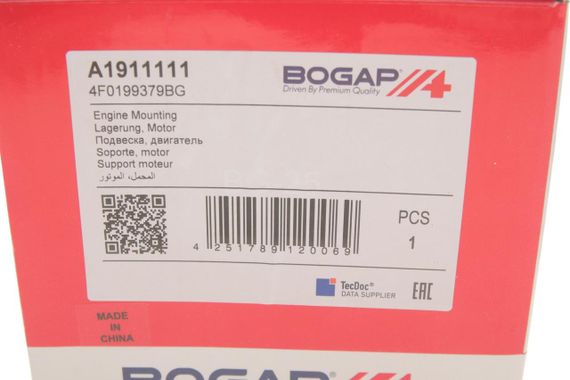 A1911111
4F0199379BG
BOGAP
Driven By Premium Quality
Engine Mounting
Lagerung, Motor
Подвеска, двигатель
Soporte, motor
Support moteur
المحمل، الموتور
4 251789 120069
PCS
1
TecDoc®
DATA SUPPLIER
EAC
MADE
IN
CHINA
BOGAP